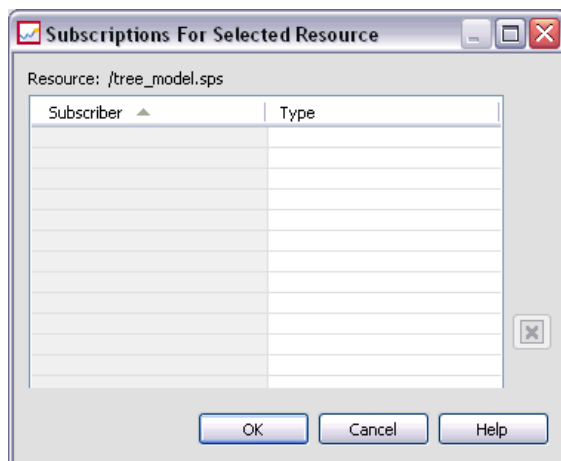 Subscriptions For Selected Resource
Resource: /tree_model.sps
Subscriber Type
OK Cancel Help